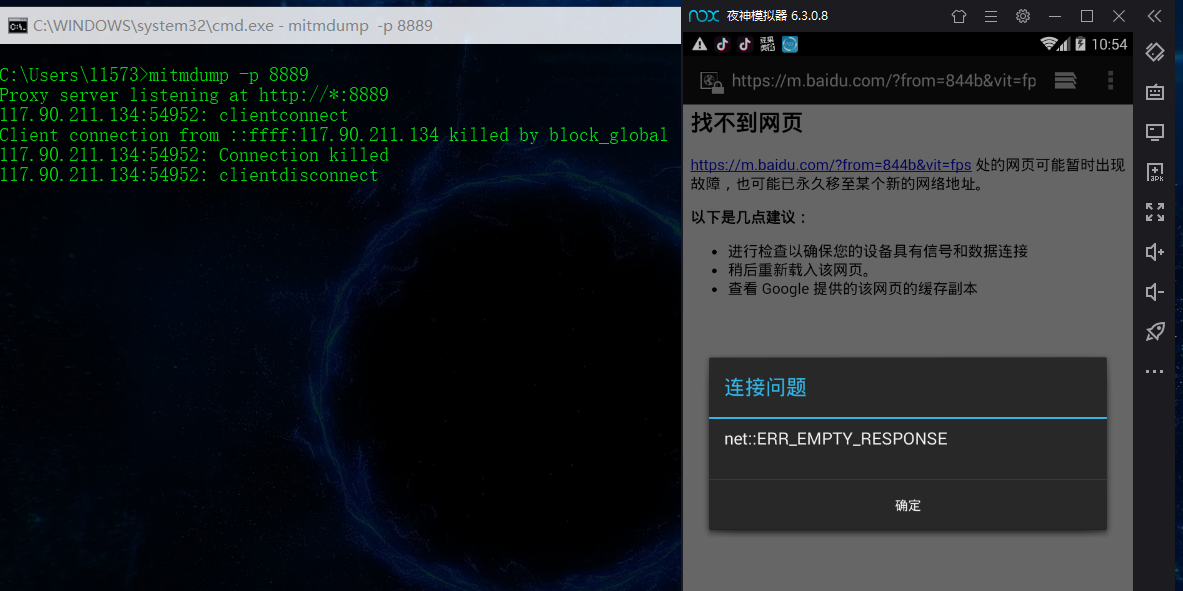 C:\WINDOWS\system32\cmd.exe - mitmdump -p 8889
C:\Users\11573>mitmdump -p 8889
Proxy server listening at http://*:8889
117.90.211.134:54952: clientconnect
Client connection from ::ffff:117.90.211.134 killed by block_global
117.90.211.134:54952: Connection killed
117.90.211.134:54952: clientdisconnect
nox 夜神模拟器 6.3.0.8
10:54
https://m.baidu.com/?from=844b&vit=fp
找不到网页
https://m.baidu.com/?from=844b&vit=fps 处的网页可能暂时出现
故障，也可能已永久移至某个新的网络地址。
以下是几点建议：
• 进行检查以确保您的设备具有信号和数据连接
• 稍后重新载入该网页。
• 查看 Google 提供的该网页的缓存副本
连接问题
net::ERR_EMPTY_RESPONSE
确定